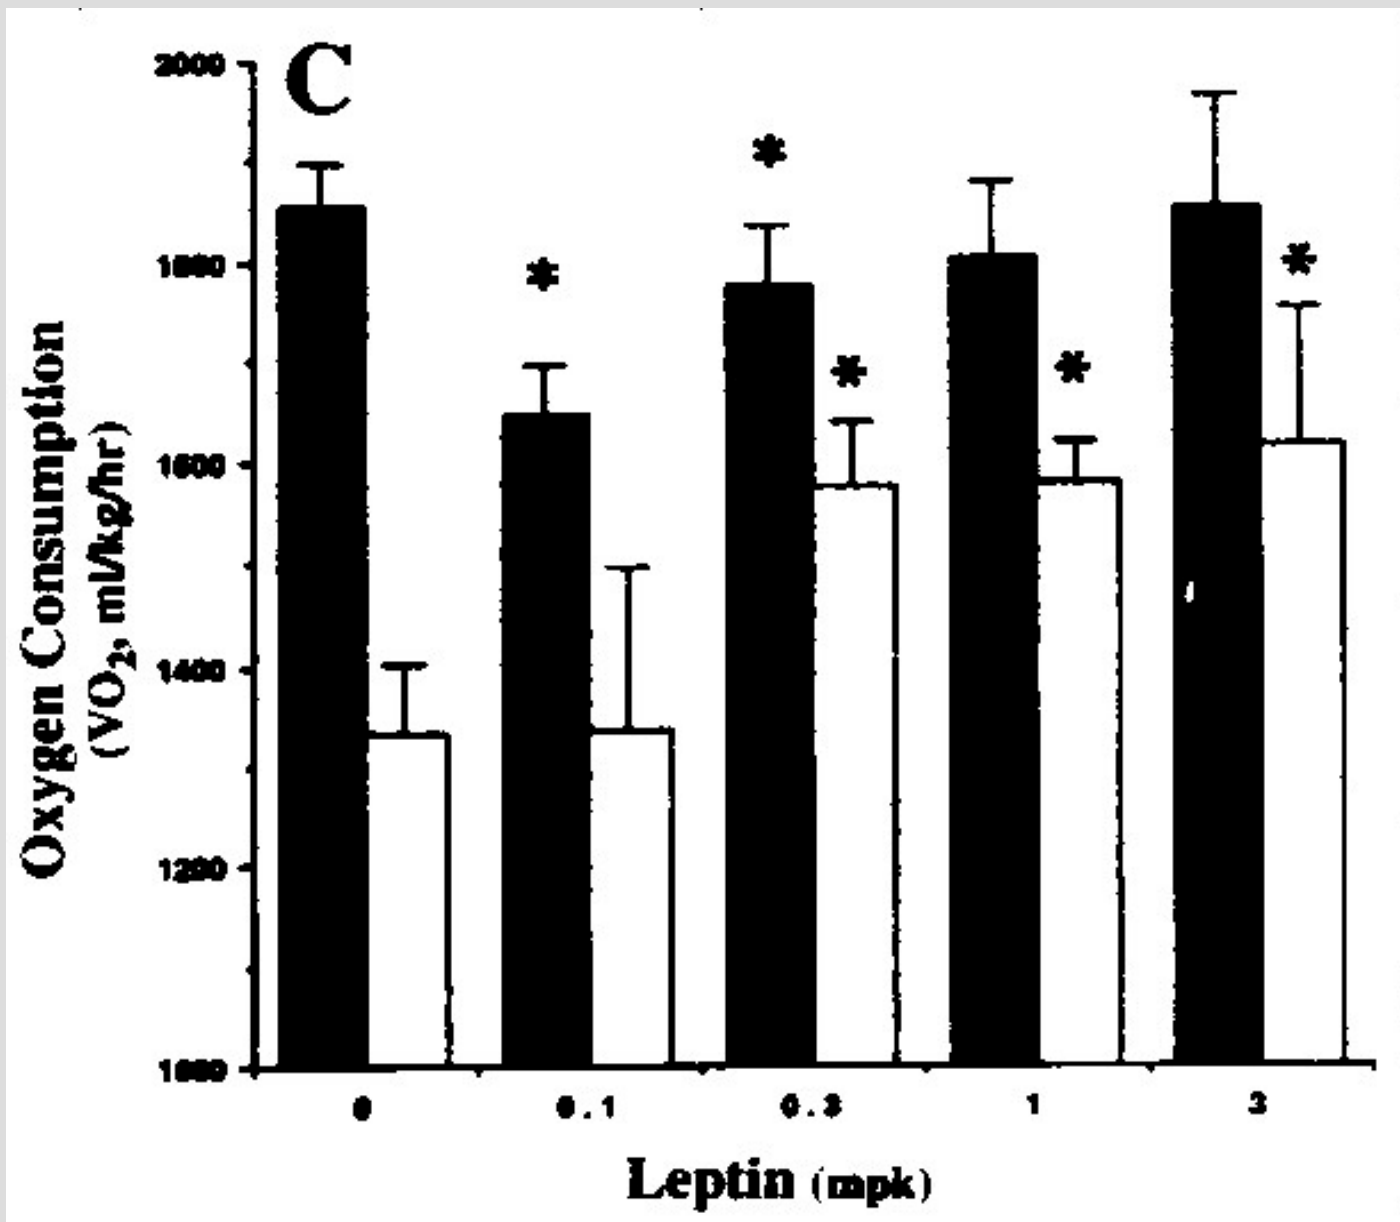 C
2000
1800
1600
1400
1200
1000
Oxygen Consumption
(VO₂, ml/kg/hr)
*
*
*
*
*
0 0.1 0.3 1 3
Leptin (mpk)